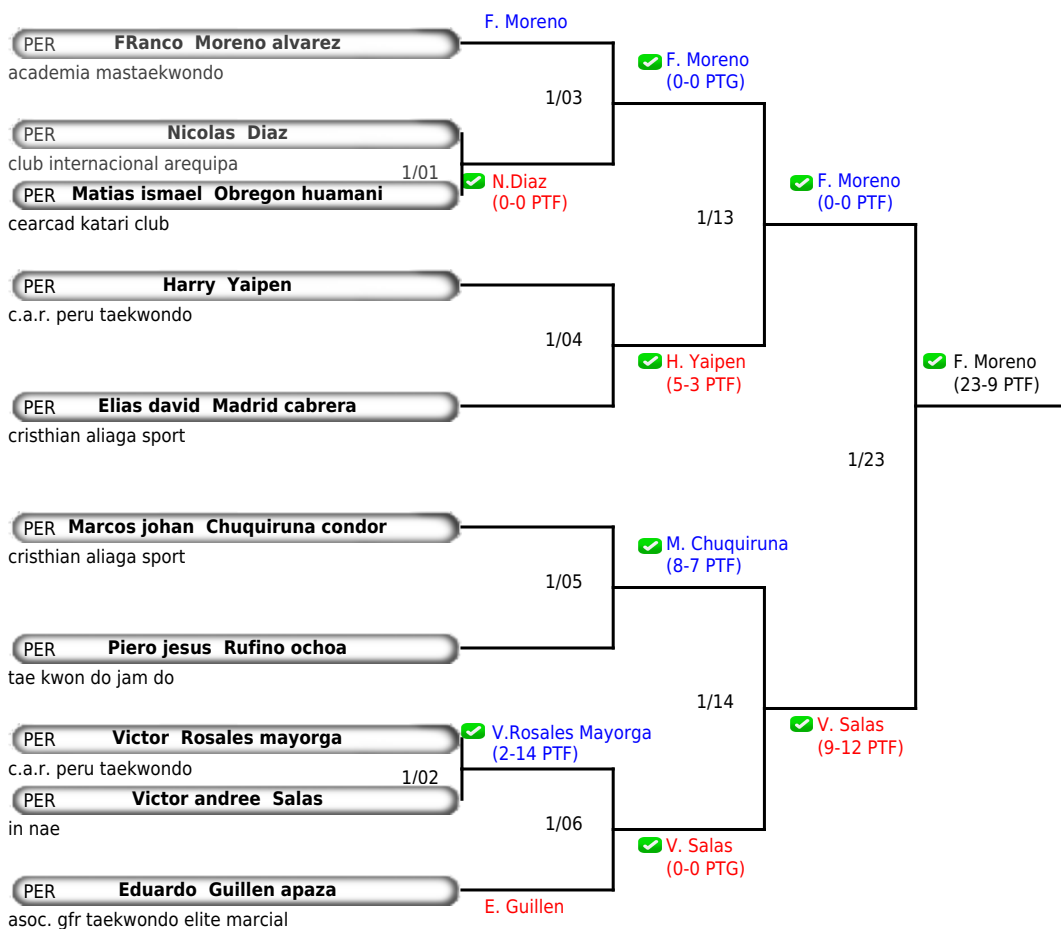 F. Moreno
PER FRanco Moreno alvarez
academia mastaekwondo
F. Moreno
(0-0 PTG)
1/03
PER Nicolas Diaz
club internacional arequipa
1/01
PER Matias ismael Obregon huamani
cearcad katari club
N.Diaz
(0-0 PTF)
F. Moreno
(0-0 PTF)
1/13
PER Harry Yaipen
c.a.r. peru taekwondo
1/04
H. Yaipen
(5-3 PTF)
F. Moreno
(23-9 PTF)
PER Elias david Madrid cabrera
cristhian aliaga sport
1/23
PER Marcos johan Chuquiruna condor
cristhian aliaga sport
M. Chuquiruna
(8-7 PTF)
1/05
PER Piero jesus Rufino ochoa
tae kwon do jam do
1/14
V. Salas
(9-12 PTF)
PER Victor Rosales mayorga
c.a.r. peru taekwondo
V.Rosales Mayorga
(2-14 PTF)
1/02
PER Victor andree Salas
in nae
1/06
V. Salas
(0-0 PTG)
PER Eduardo Guillen apaza
asoc. gfr taekwondo elite marcial
E. Guillen